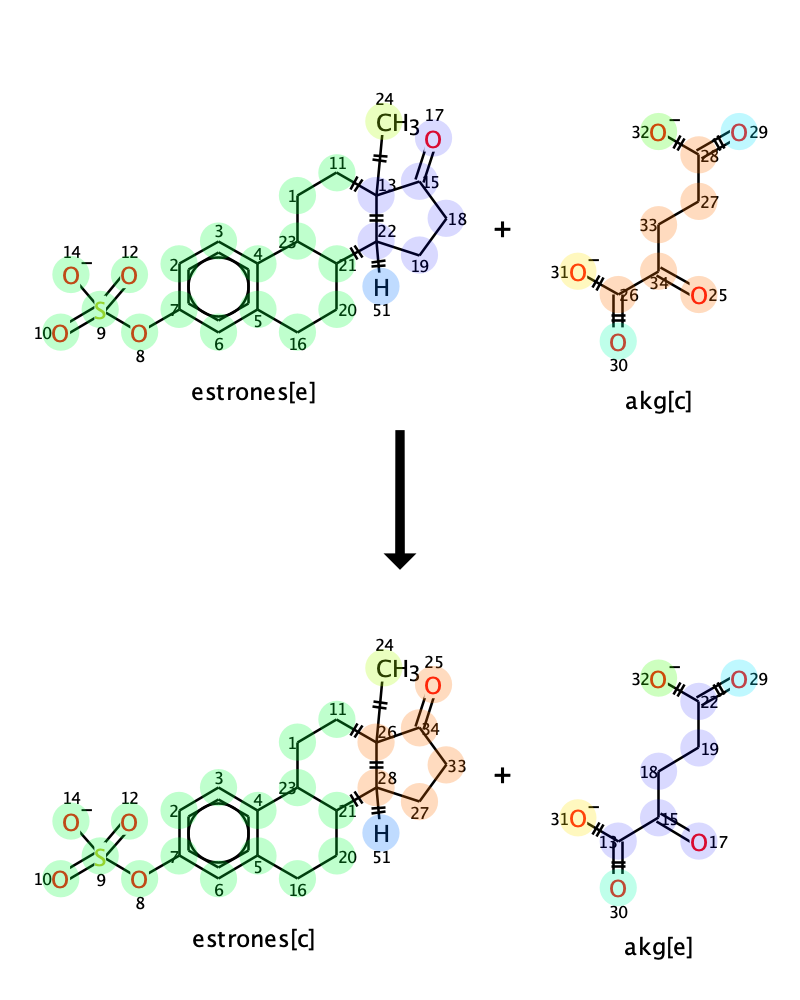 24
17
CH3
O
32 O− O 29
11
28
13 15
1
27
22 18
3
33
+
23
14 12
4
21
19
O− O
2
31 O−
34
H
26 O 25
S
7
5
20
51
10 O O
9
6
16
O
8
30
estrones[e]
akg[c]
24
25
CH3
O
32 O− O 29
11
22
26 34
1
19
28 33
3
18
+
23
14 12
4
21
27
O− O
2
31 O−
15
H
13 O 17
S
7
5
20
51
10 O O
9
6
16
O
8
30
estrones[c]
akg[e]